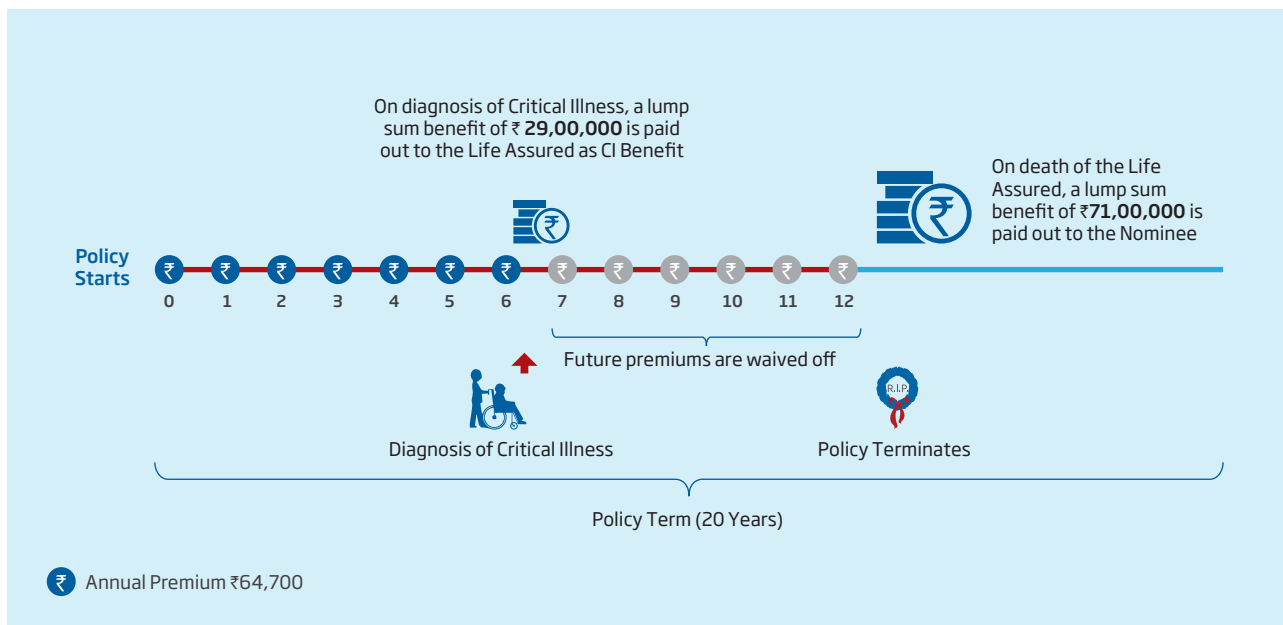 On diagnosis of Critical Illness, a lump
sum benefit of ₹ 29,00,000 is paid
out to the Life Assured as CI Benefit
On death of the Life
Assured, a lump sum
benefit of ₹71,00,000 is
paid out to the Nominee
Policy
Starts
₹ ₹ ₹ ₹ ₹ ₹ ₹ ₹ ₹ ₹ ₹ ₹ ₹
0 1 2 3 4 5 6 7 8 9 10 11 12
Future premiums are waived off
R.I.P.
Diagnosis of Critical Illness
Policy Terminates
Policy Term (20 Years)
₹ Annual Premium ₹64,700